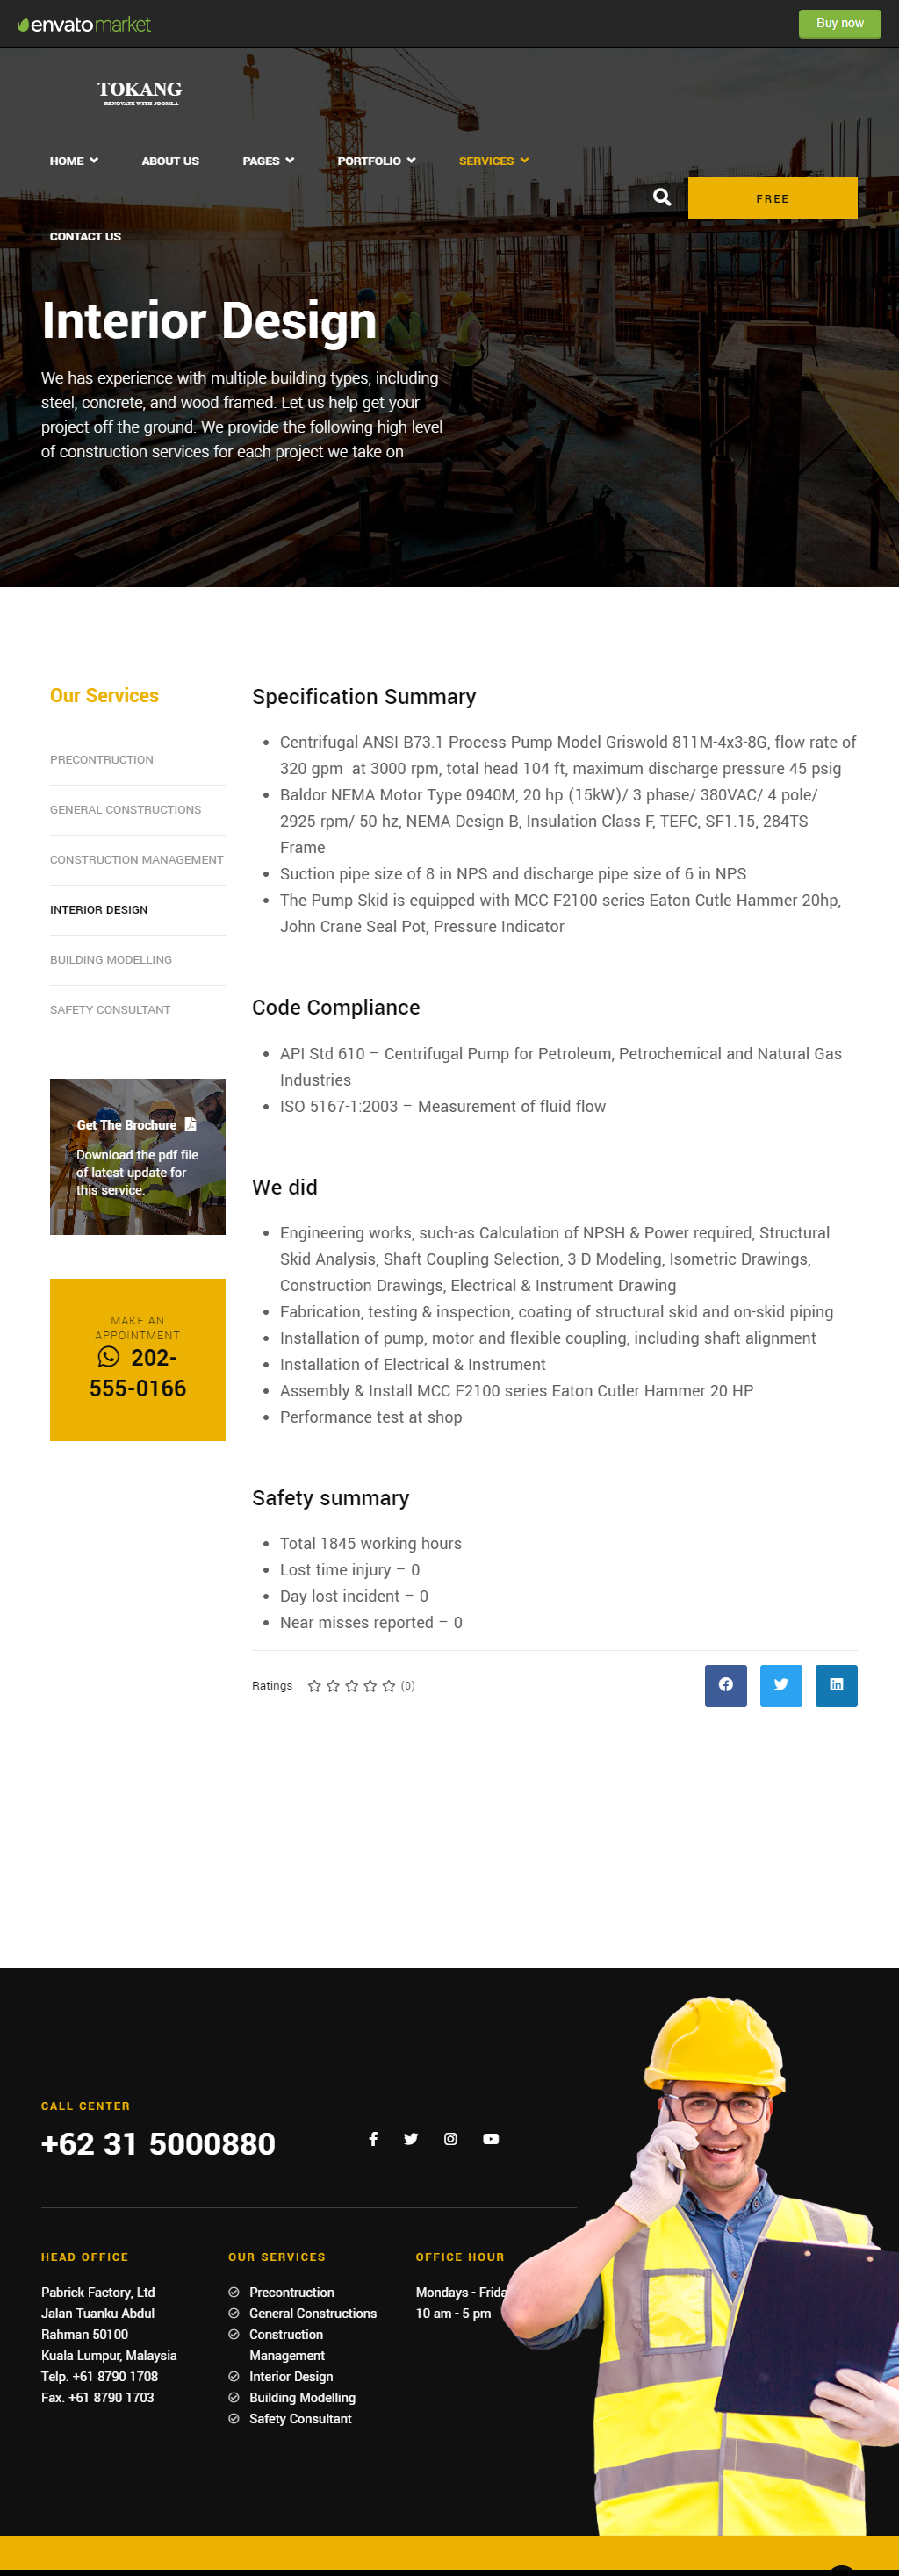 envato market
Buy now
TOKANG
RENOVATE WITH JOOMLA
HOME
ABOUT US
PAGES
PORTFOLIO
SERVICES
FREE
CONTACT US
Interior Design
We has experience with multiple building types, including
steel, concrete, and wood framed. Let us help get your
project off the ground. We provide the following high level
of construction services for each project we take on
Our Services
PRECONTRUCTION
GENERAL CONSTRUCTIONS
CONSTRUCTION MANAGEMENT
INTERIOR DESIGN
BUILDING MODELLING
SAFETY CONSULTANT
Get The Brochure
Download the pdf file
of latest update for
this service.
MAKE AN
APPOINTMENT
202-
555-0166
Specification Summary
Centrifugal ANSI B73.1 Process Pump Model Griswold 811M-4x3-8G, flow rate of
320 gpm  at 3000 rpm, total head 104 ft, maximum discharge pressure 45 psig
Baldor NEMA Motor Type 0940M, 20 hp (15kW)/ 3 phase/ 380VAC/ 4 pole/
2925 rpm/ 50 hz, NEMA Design B, Insulation Class F, TEFC, SF1.15, 284TS
Frame
Suction pipe size of 8 in NPS and discharge pipe size of 6 in NPS
The Pump Skid is equipped with MCC F2100 series Eaton Cutle Hammer 20hp,
John Crane Seal Pot, Pressure Indicator
Code Compliance
API Std 610 – Centrifugal Pump for Petroleum, Petrochemical and Natural Gas
Industries
ISO 5167-1:2003 – Measurement of fluid flow
We did
Engineering works, such-as Calculation of NPSH & Power required, Structural
Skid Analysis, Shaft Coupling Selection, 3-D Modeling, Isometric Drawings,
Construction Drawings, Electrical & Instrument Drawing
Fabrication, testing & inspection, coating of structural skid and on-skid piping
Installation of pump, motor and flexible coupling, including shaft alignment
Installation of Electrical & Instrument
Assembly & Install MCC F2100 series Eaton Cutler Hammer 20 HP
Performance test at shop
Safety summary
Total 1845 working hours
Lost time injury – 0
Day lost incident – 0
Near misses reported – 0
Ratings
(0)
CALL CENTER
+62 31 5000880
HEAD OFFICE
Pabrick Factory, Ltd
Jalan Tuanku Abdul
Rahman 50100
Kuala Lumpur, Malaysia
Telp. +61 8790 1708
Fax. +61 8790 1703
OUR SERVICES
Precontruction
General Constructions
Construction
Management
Interior Design
Building Modelling
Safety Consultant
OFFICE HOUR
Mondays - Frida
10 am - 5 pm